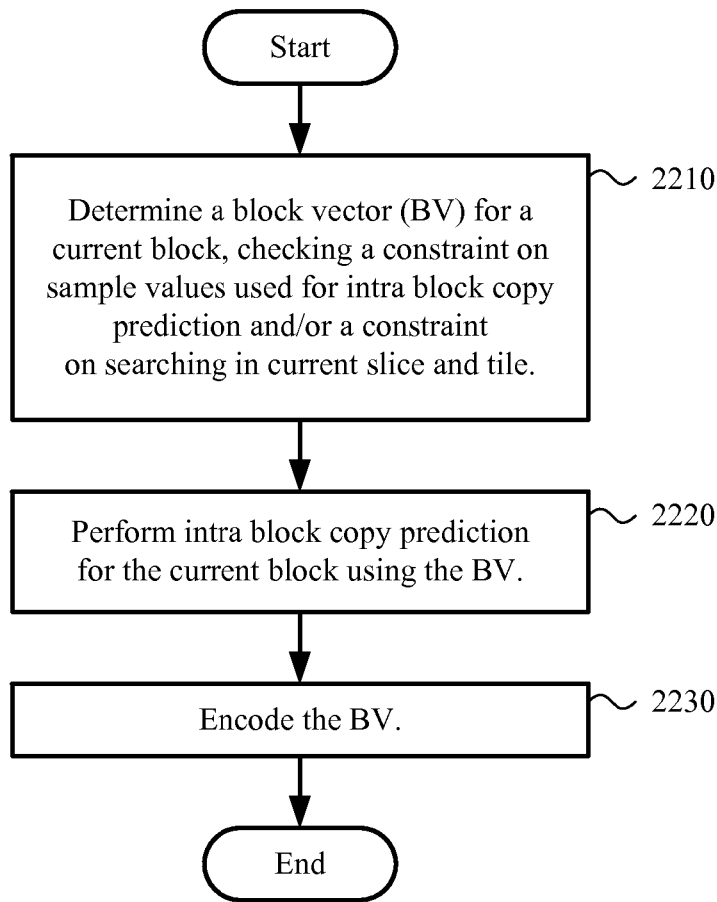 Start
2210
Determine a block vector (BV) for a
current block, checking a constraint on
sample values used for intra block copy
prediction and/or a constraint
on searching in current slice and tile.
2220
Perform intra block copy prediction
for the current block using the BV.
2230
Encode the BV.
End